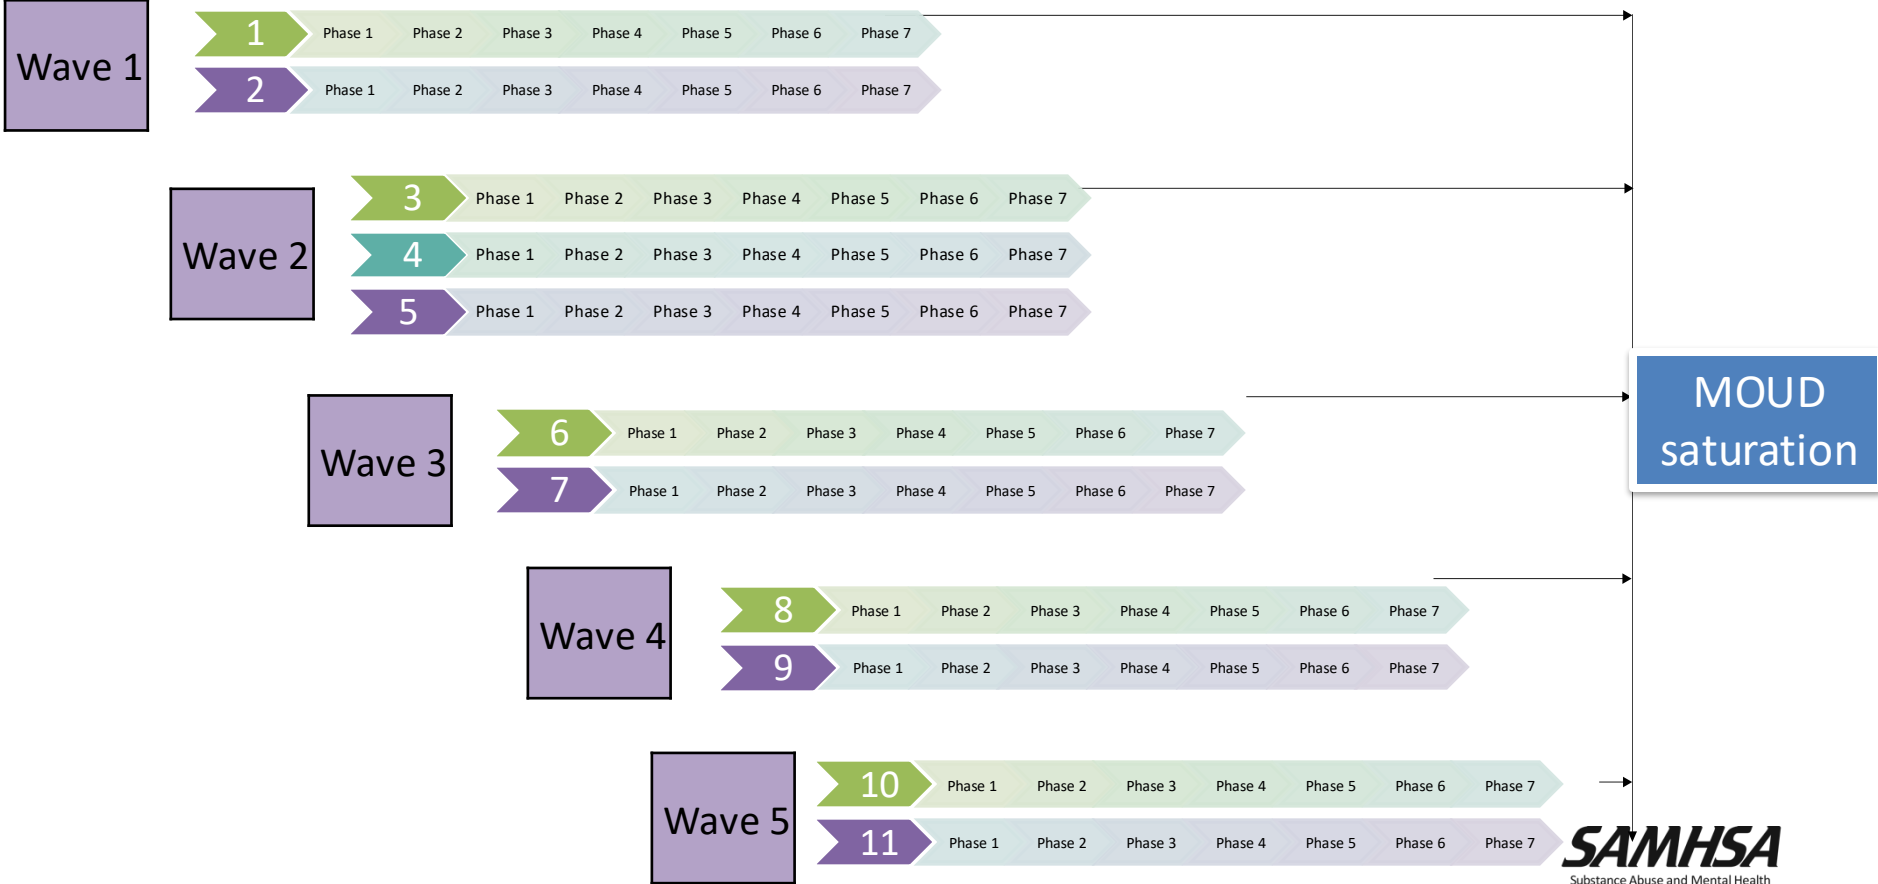 Wave 1
1 Phase 1 Phase 2 Phase 3 Phase 4 Phase 5 Phase 6 Phase 7
2 Phase 1 Phase 2 Phase 3 Phase 4 Phase 5 Phase 6 Phase 7
Wave 2
3 Phase 1 Phase 2 Phase 3 Phase 4 Phase 5 Phase 6 Phase 7
4 Phase 1 Phase 2 Phase 3 Phase 4 Phase 5 Phase 6 Phase 7
5 Phase 1 Phase 2 Phase 3 Phase 4 Phase 5 Phase 6 Phase 7
Wave 3
6 Phase 1 Phase 2 Phase 3 Phase 4 Phase 5 Phase 6 Phase 7
7 Phase 1 Phase 2 Phase 3 Phase 4 Phase 5 Phase 6 Phase 7
MOUD
saturation
Wave 4
8 Phase 1 Phase 2 Phase 3 Phase 4 Phase 5 Phase 6 Phase 7
9 Phase 1 Phase 2 Phase 3 Phase 4 Phase 5 Phase 6 Phase 7
Wave 5
10 Phase 1 Phase 2 Phase 3 Phase 4 Phase 5 Phase 6 Phase 7
11 Phase 1 Phase 2 Phase 3 Phase 4 Phase 5 Phase 6 Phase 7
SAMHSA
Substance Abuse and Mental Health